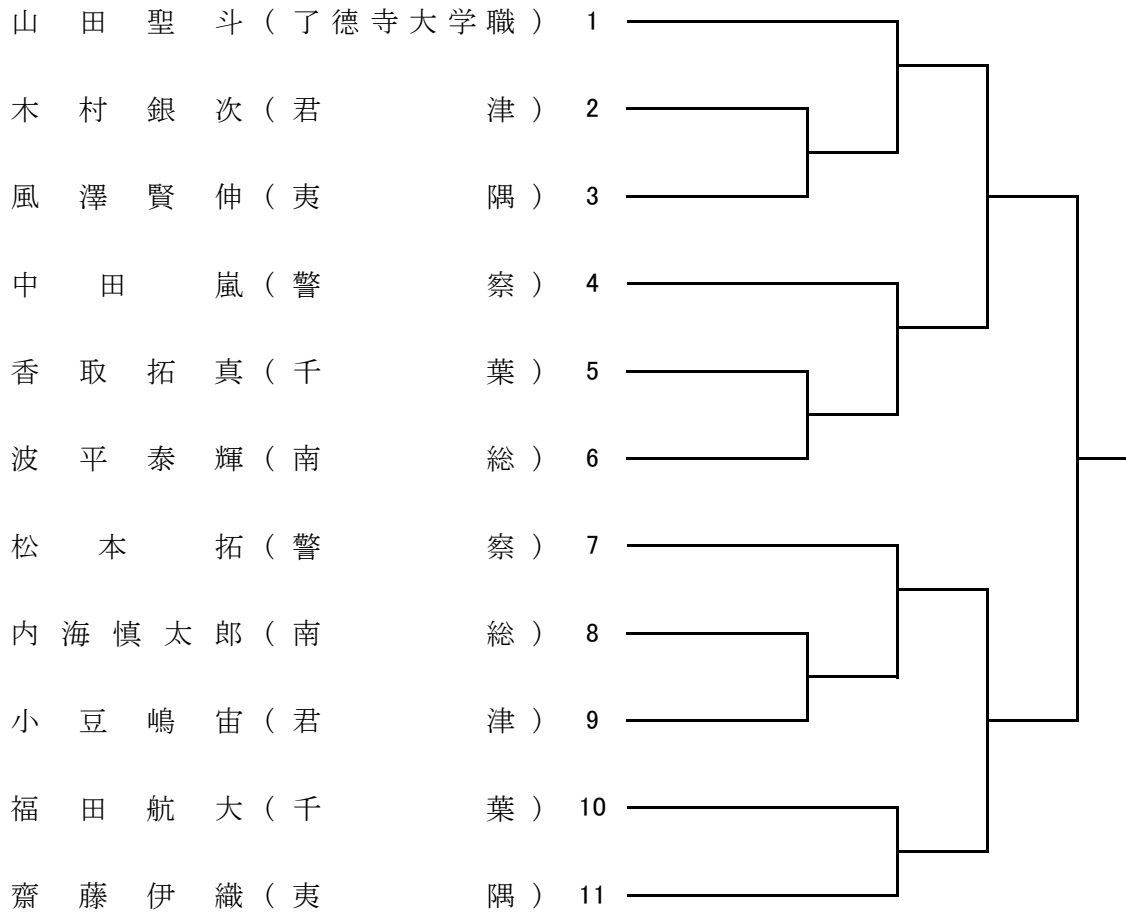 山田聖斗(了德寺大学職) 1
木村銀次(君津) 2
風澤賢伸(夷隅) 3
中田嵐(警察) 4
香取拓真(千葉) 5
波平泰輝(南総) 6
松本拓(警察) 7
内海慎太郎(南総) 8
小豆嶋宙(君津) 9
福田航大(千葉) 10
齋藤伊織(夷隅) 11